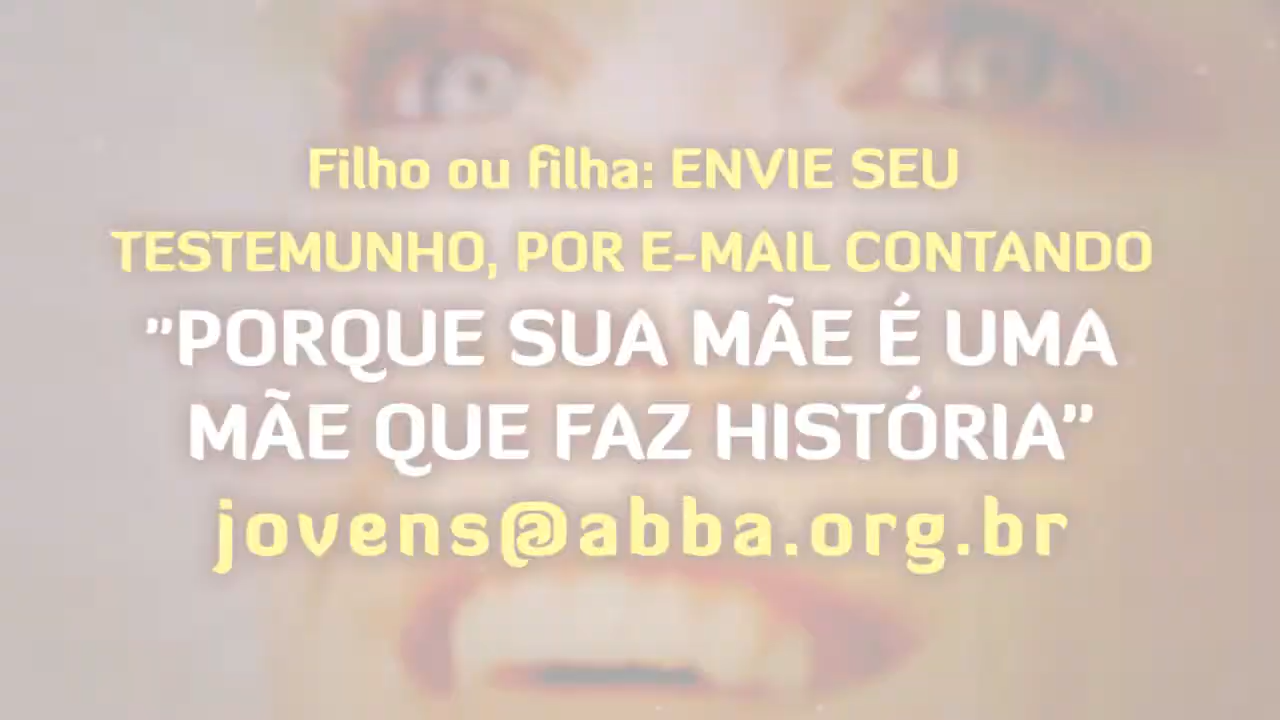 Filho ou filha: ENVIE SEU
TESTEMUNHO, POR E-MAIL CONTANDO
"PORQUE SUA MÃE É UMA
MÃE QUE FAZ HISTÓRIA"
jovens@abba.org.br